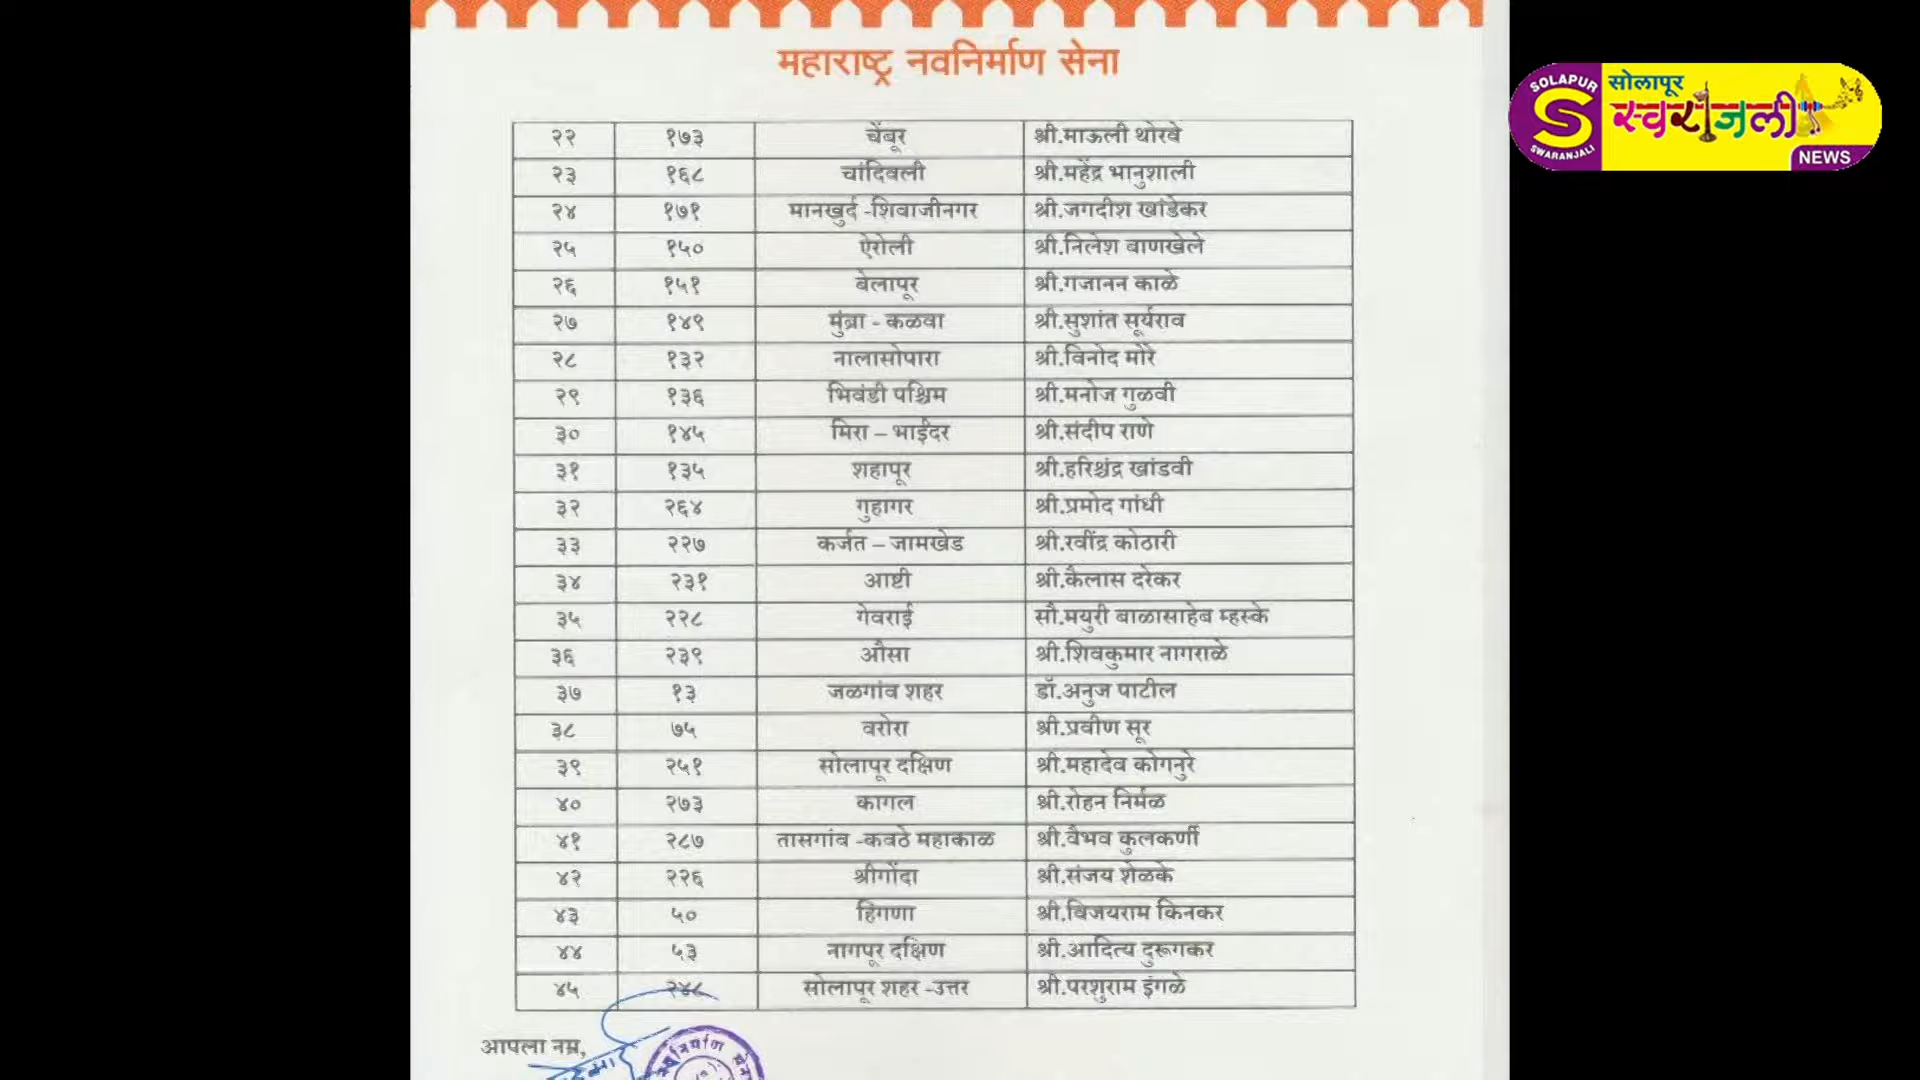 महाराष्ट्र नवनिर्माण सेना
SOLAPUR
S
SWARANJALI
सोलापूर
स्वरांजली
NEWS
२२ १७३ चेंबूर श्री.माऊली थोरवे
२३ १६८ चांदिवली श्री.महेंद्र भानुशाली
२४ १७१ मानखुर्द -शिवाजीनगर श्री.जगदीश खांडेकर
२५ १५० ऐरोली श्री.निलेश बाणखेले
२६ १५१ बेलापूर श्री.गजानन काळे
२७ १४९ मुंब्रा - कळवा श्री.सुशांत सूर्यराव
२८ १३२ नालासोपारा श्री.विनोद मोरे
२९ १३६ भिवंडी पश्चिम श्री.मनोज गुळवी
३० १४५ मिरा – भाईंदर श्री.संदीप राणे
३१ १३५ शहापूर श्री.हरिश्चंद्र खांडवी
३२ २६४ गुहागर श्री.प्रमोद गांधी
३३ २२७ कर्जत – जामखेड श्री.रवींद्र कोठारी
३४ २३१ आष्टी श्री.कैलास दरेकर
३५ २२८ गेवराई सौ.मयुरी बाळासाहेब म्हस्के
३६ २३९ औसा श्री.शिवकुमार नागराळे
३७ १३ जळगांव शहर डॉ.अनुज पाटील
३८ ७५ वरोरा श्री.प्रवीण सूर
३९ २५१ सोलापूर दक्षिण श्री.महादेव कोगनुरे
४० २७३ कागल श्री.रोहन निर्मळ
४१ २८७ तासगांव -कवठे महाकाळ श्री.वैभव कुलकर्णी
४२ २२६ श्रीगोंदा श्री.संजय शेळके
४३ ५० हिंगणा श्री.विजयराम किनकर
४४ ५३ नागपूर दक्षिण श्री.आदित्य दुरूगकर
४५ २४८ सोलापूर शहर -उत्तर श्री.परशुराम इंगळे
आपला नम्र,